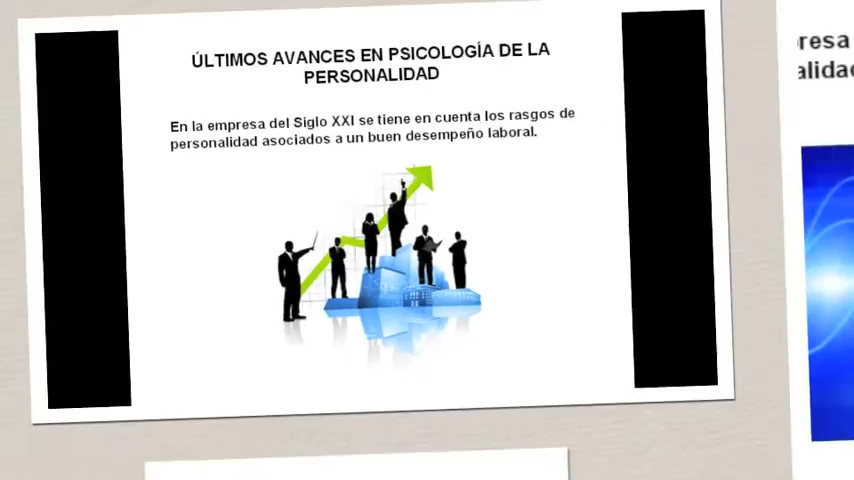 ÚLTIMOS AVANCES EN PSICOLOGÍA DE LA
PERSONALIDAD
En la empresa del Siglo XXI se tiene en cuenta los rasgos de
personalidad asociados a un buen desempeño laboral.